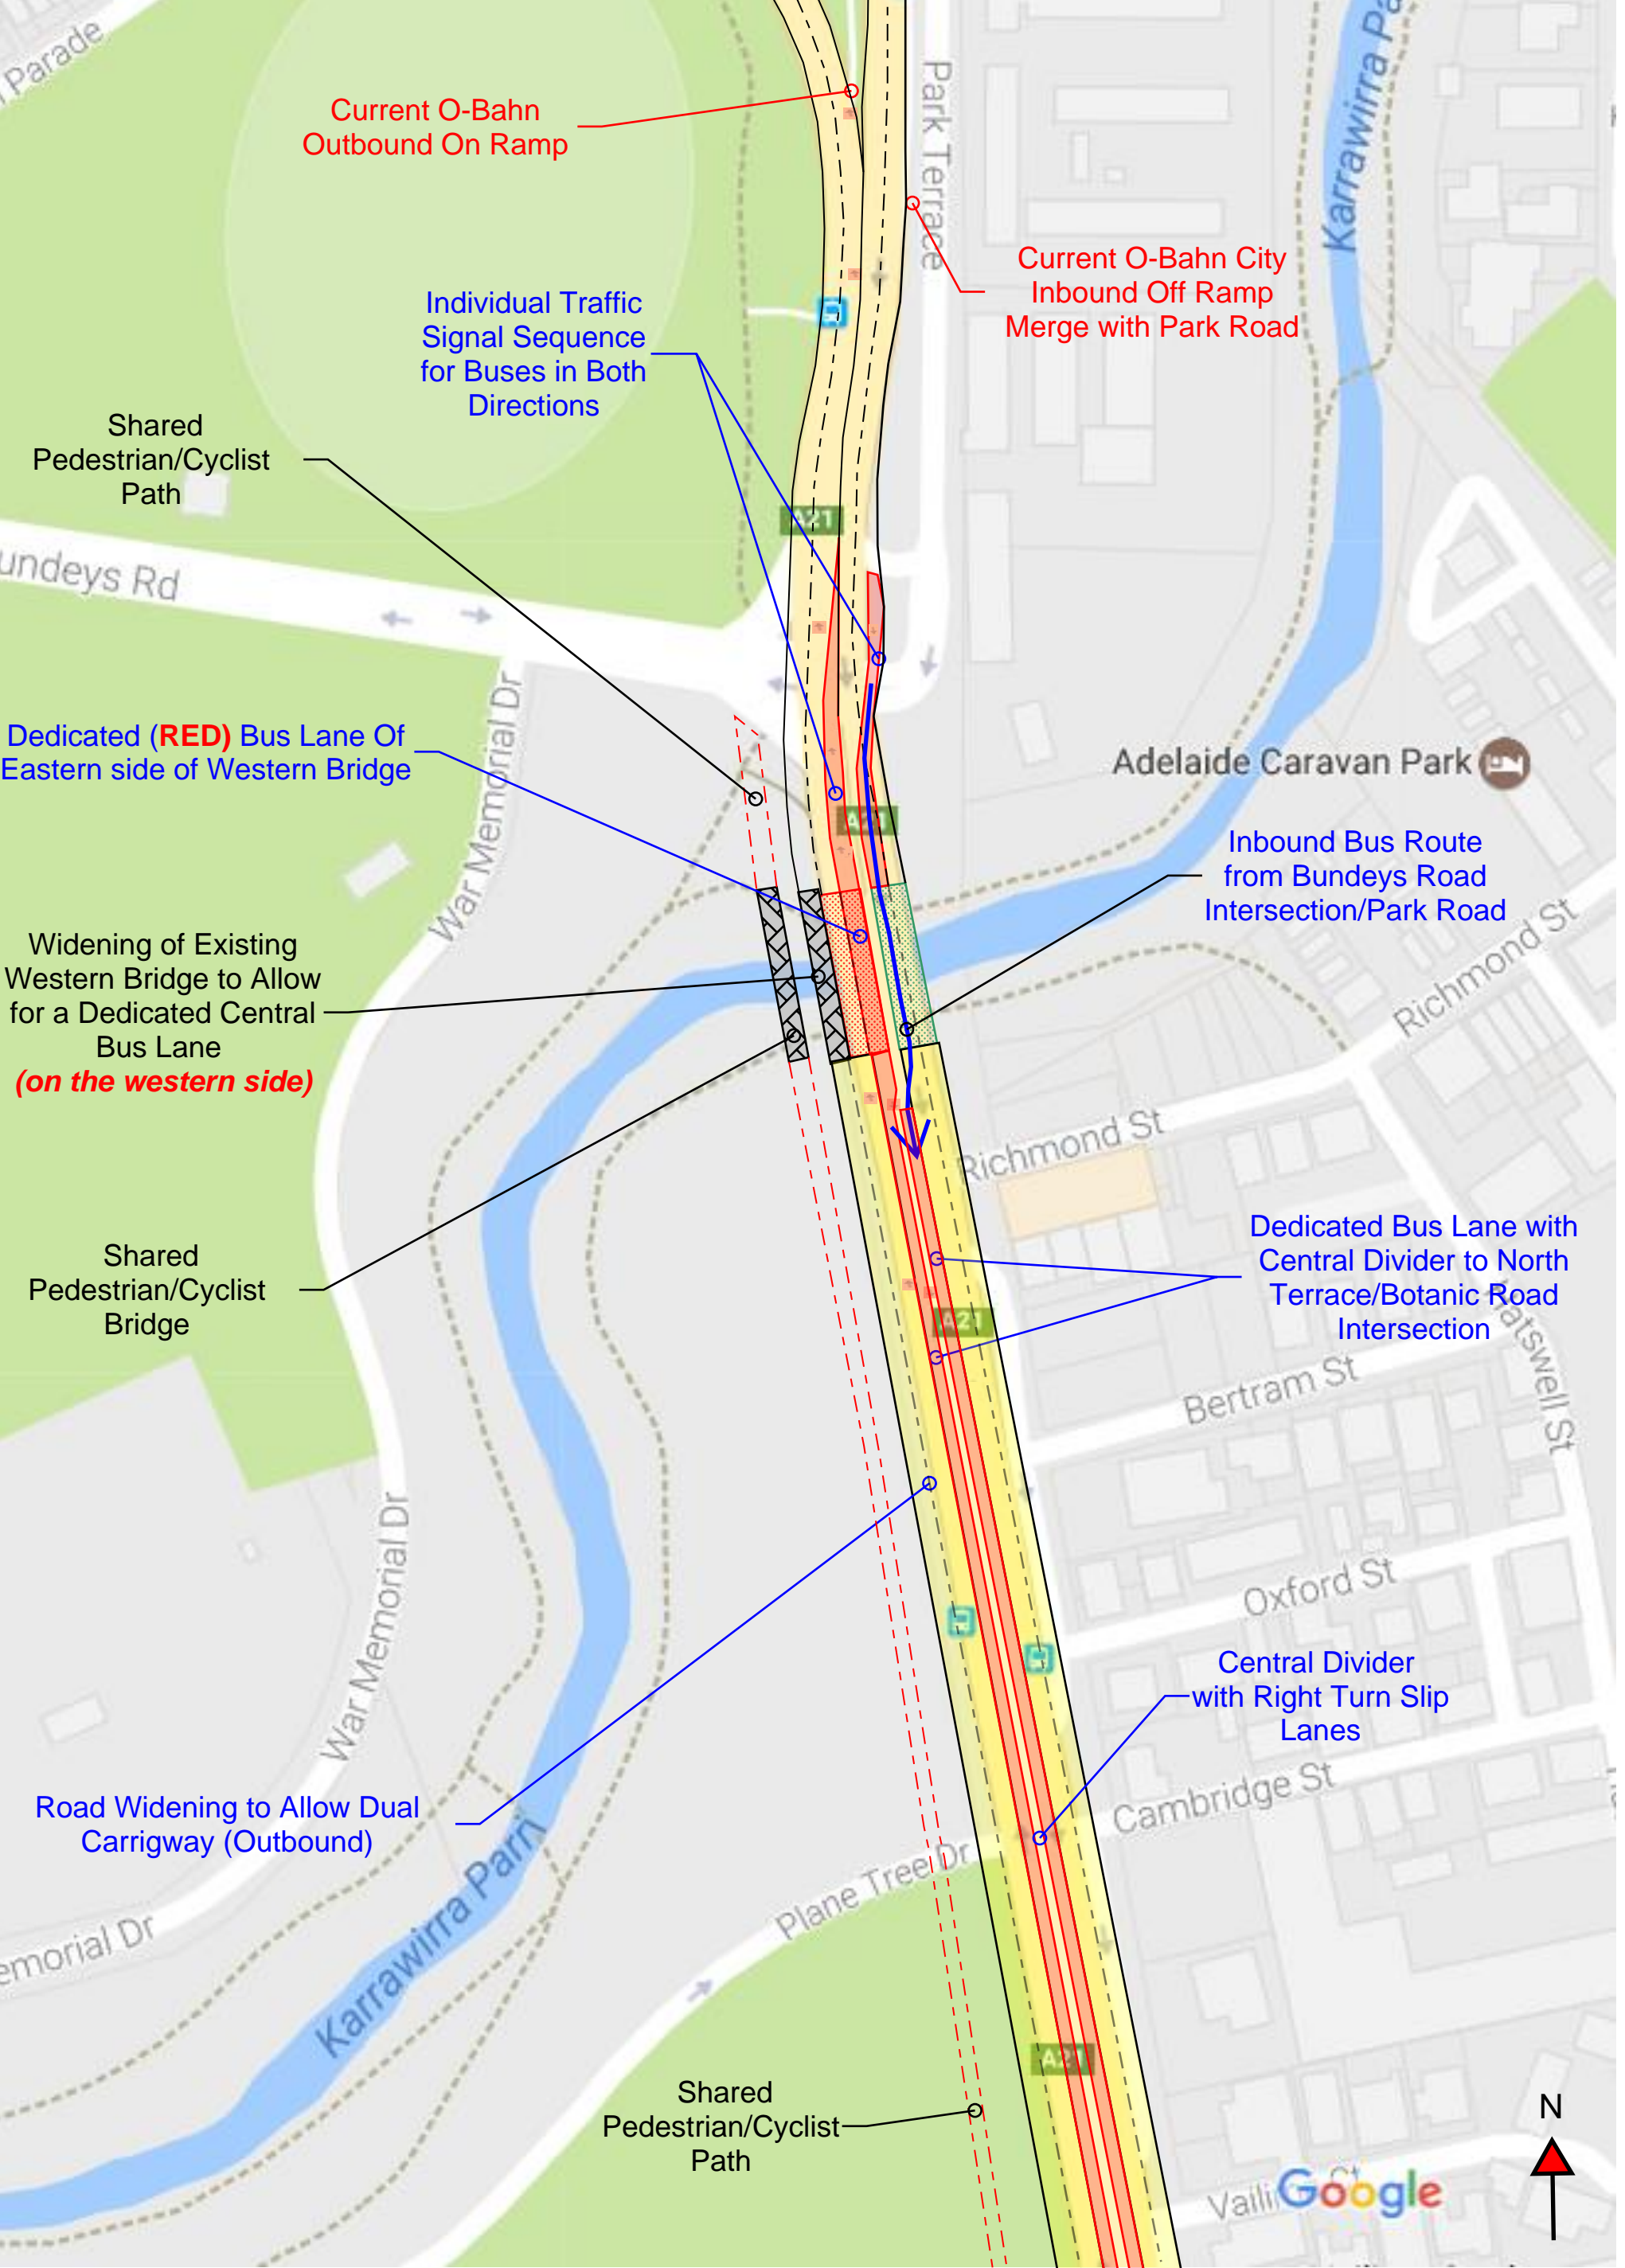 Parade
Current O-Bahn
Outbound On Ramp
Park Terrace
Karrawirra Pa
Current O-Bahn City
Inbound Off Ramp
Merge with Park Road
Individual Traffic
Signal Sequence
for Buses in Both
Directions
Shared
Pedestrian/Cyclist
Path
A21
undeys Rd
War Memorial Dr
Dedicated (RED) Bus Lane Of
Eastern side of Western Bridge
Adelaide Caravan Park
A21
Inbound Bus Route
from Bundeys Road
Intersection/Park Road
Widening of Existing
Western Bridge to Allow
for a Dedicated Central
Bus Lane
(on the western side)
Richmond St
Richmond St
Shared
Pedestrian/Cyclist
Bridge
Dedicated Bus Lane with
Central Divider to North
Terrace/Botanic Road
Intersection
A21
atswell St
Bertram St
War Memorial Dr
Oxford St
Central Divider
with Right Turn Slip
Lanes
Cambridge St
Road Widening to Allow Dual
Carrigway (Outbound)
Plane Tree Dr
emorial Dr
Karrawirra Parri
A21
Shared
Pedestrian/Cyclist
Path
N
Vaili
Google